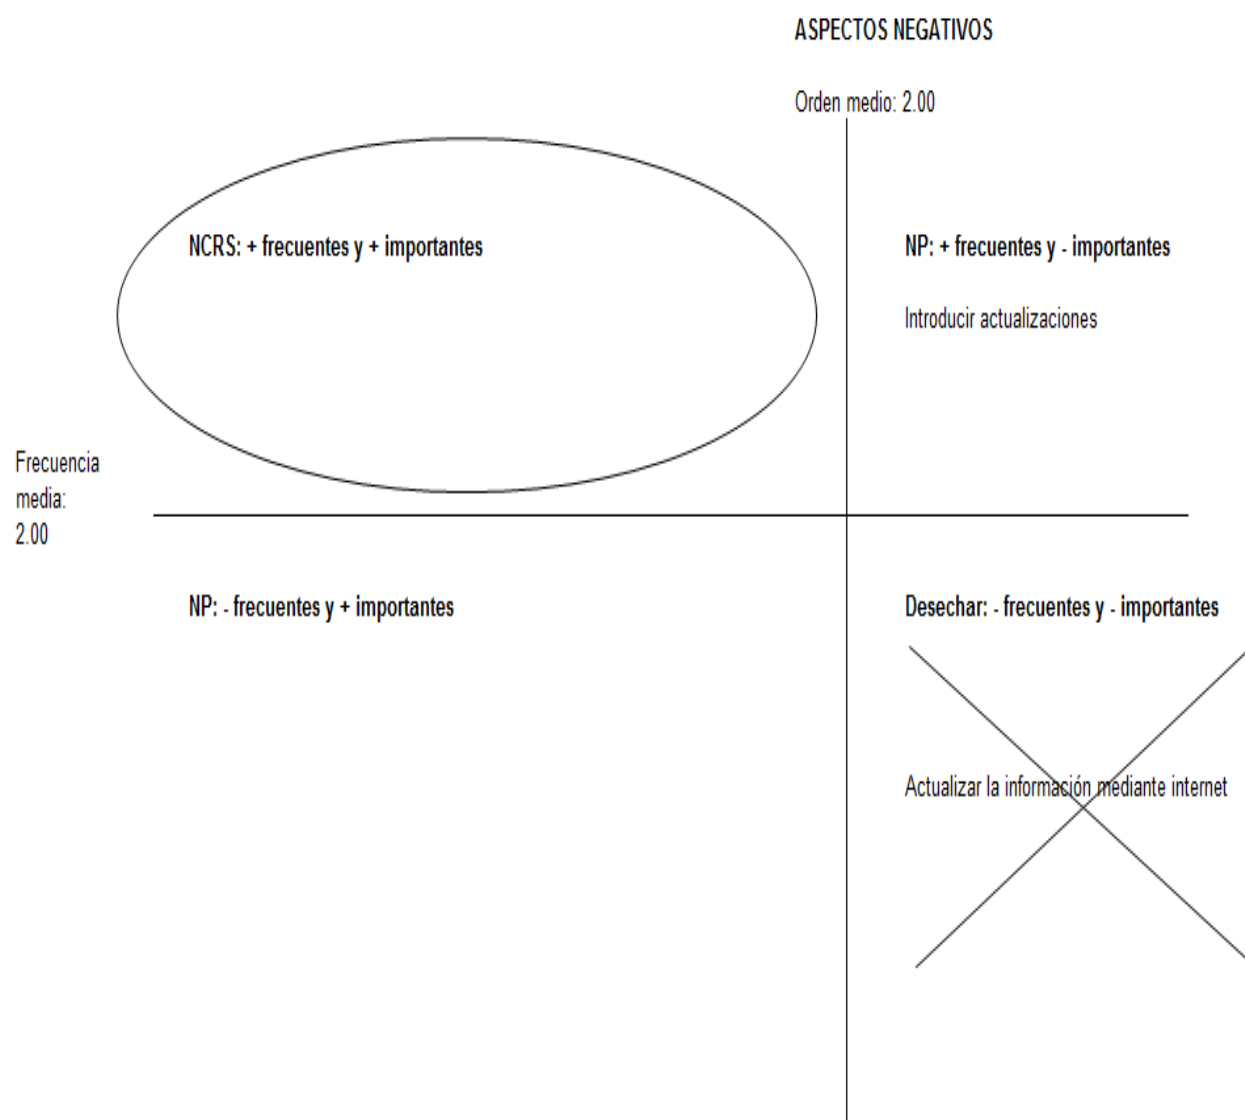 ASPECTOS NEGATIVOS
Orden medio: 2.00
NCRS: + frecuentes y + importantes
NP: + frecuentes y - importantes
Introducir actualizaciones
Frecuencia
media:
2.00
NP: - frecuentes y + importantes
Desechar: - frecuentes y - importantes
Actualizar la información mediante internet